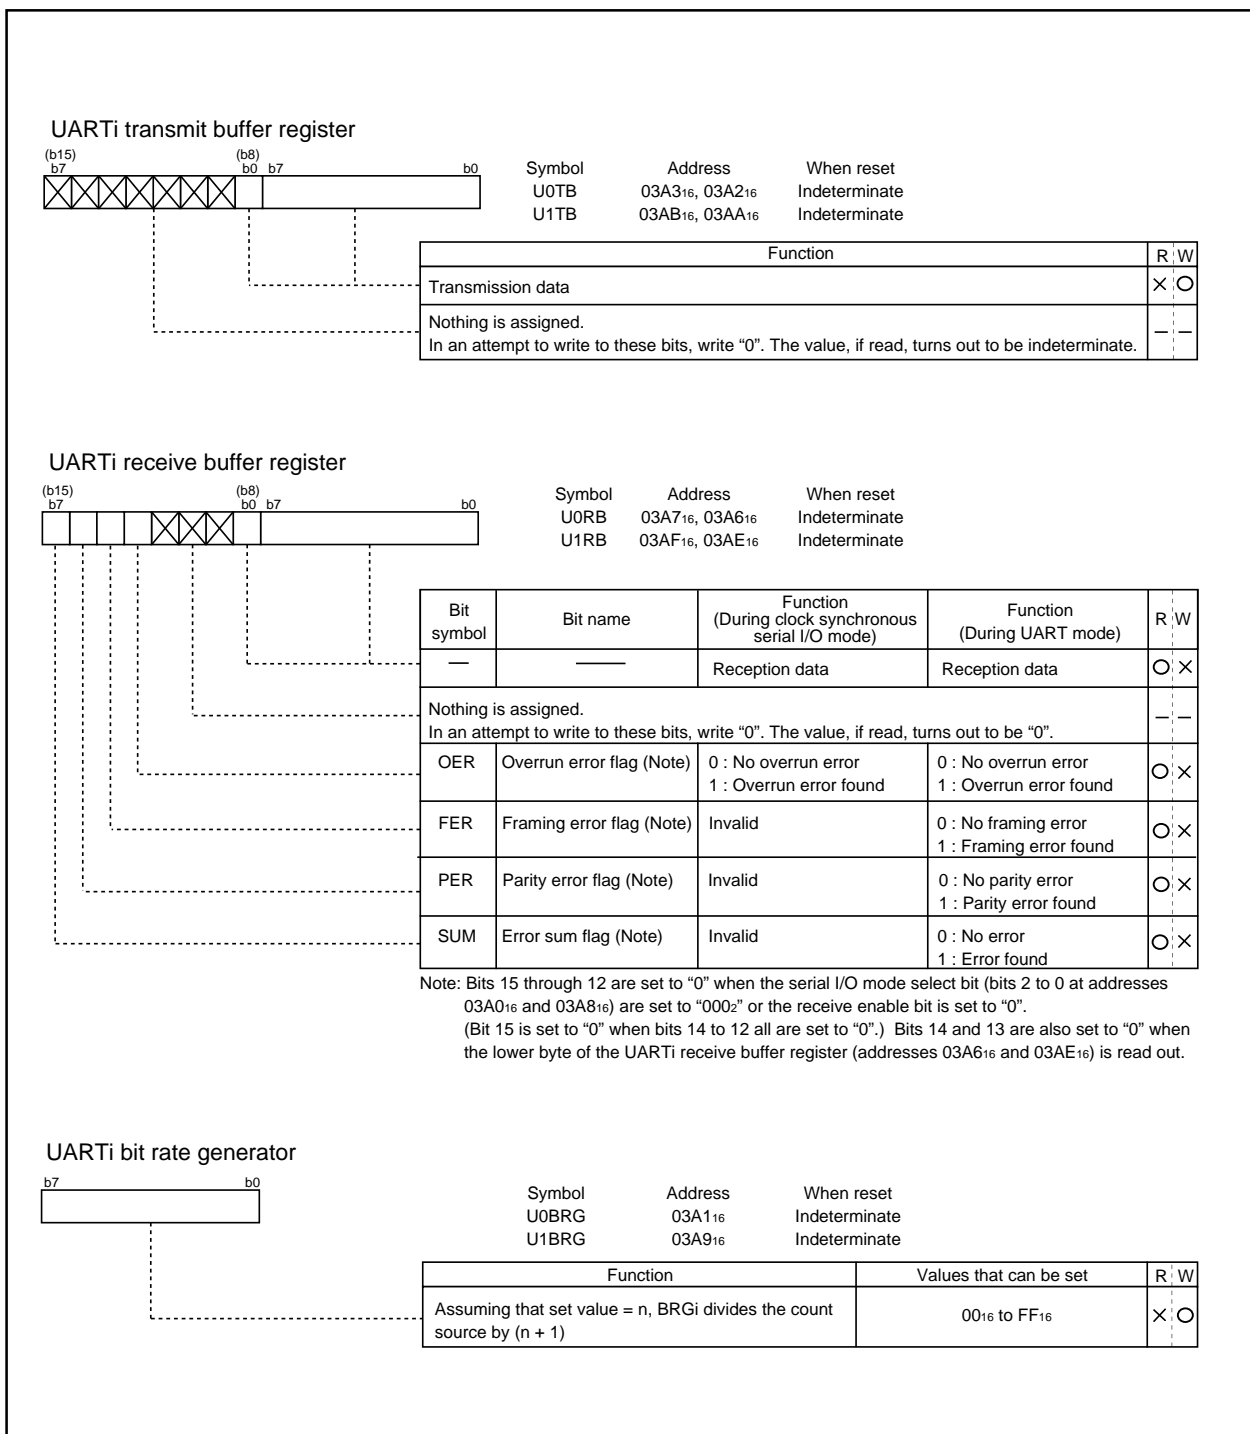 UARTi transmit buffer register
(b15) (b8)
b7 b0 b7 b0
Symbol Address When reset
U0TB 03A316, 03A216 Indeterminate
U1TB 03AB16, 03AA16 Indeterminate
Function R W
Transmission data × O
Nothing is assigned.
In an attempt to write to these bits, write “0”. The value, if read, turns out to be indeterminate. – –
UARTi receive buffer register
(b15) (b8)
b7 b0 b7 b0
Symbol Address When reset
U0RB 03A716, 03A616 Indeterminate
U1RB 03AF16, 03AE16 Indeterminate
Bit symbol Bit name Function (During clock synchronous serial I/O mode) Function (During UART mode) R W
— —— Reception data Reception data O ×
Nothing is assigned.
In an attempt to write to these bits, write “0”. The value, if read, turns out to be “0”. – –
OER Overrun error flag (Note) 0 : No overrun error 0 : No overrun error O ×
1 : Overrun error found 1 : Overrun error found
FER Framing error flag (Note) Invalid 0 : No framing error O ×
1 : Framing error found
PER Parity error flag (Note) Invalid 0 : No parity error O ×
1 : Parity error found
SUM Error sum flag (Note) Invalid 0 : No error O ×
1 : Error found
Note: Bits 15 through 12 are set to “0” when the serial I/O mode select bit (bits 2 to 0 at addresses
03A016 and 03A816) are set to “0002” or the receive enable bit is set to “0”.
(Bit 15 is set to “0” when bits 14 to 12 all are set to “0”.) Bits 14 and 13 are also set to “0” when
the lower byte of the UARTi receive buffer register (addresses 03A616 and 03AE16) is read out.
UARTi bit rate generator
b7 b0
Symbol Address When reset
U0BRG 03A116 Indeterminate
U1BRG 03A916 Indeterminate
Function Values that can be set R W
Assuming that set value = n, BRGi divides the count 0016 to FF16 × O
source by (n + 1)